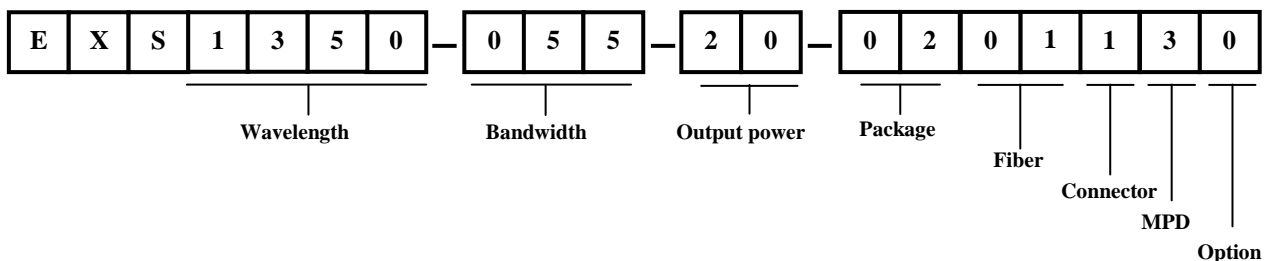 E X S 1 3 5 0 – 0 5 5 – 2 0 – 0 2 0 1 1 3 0
Wavelength Bandwidth Output power Package
Fiber
Connector
MPD
Option